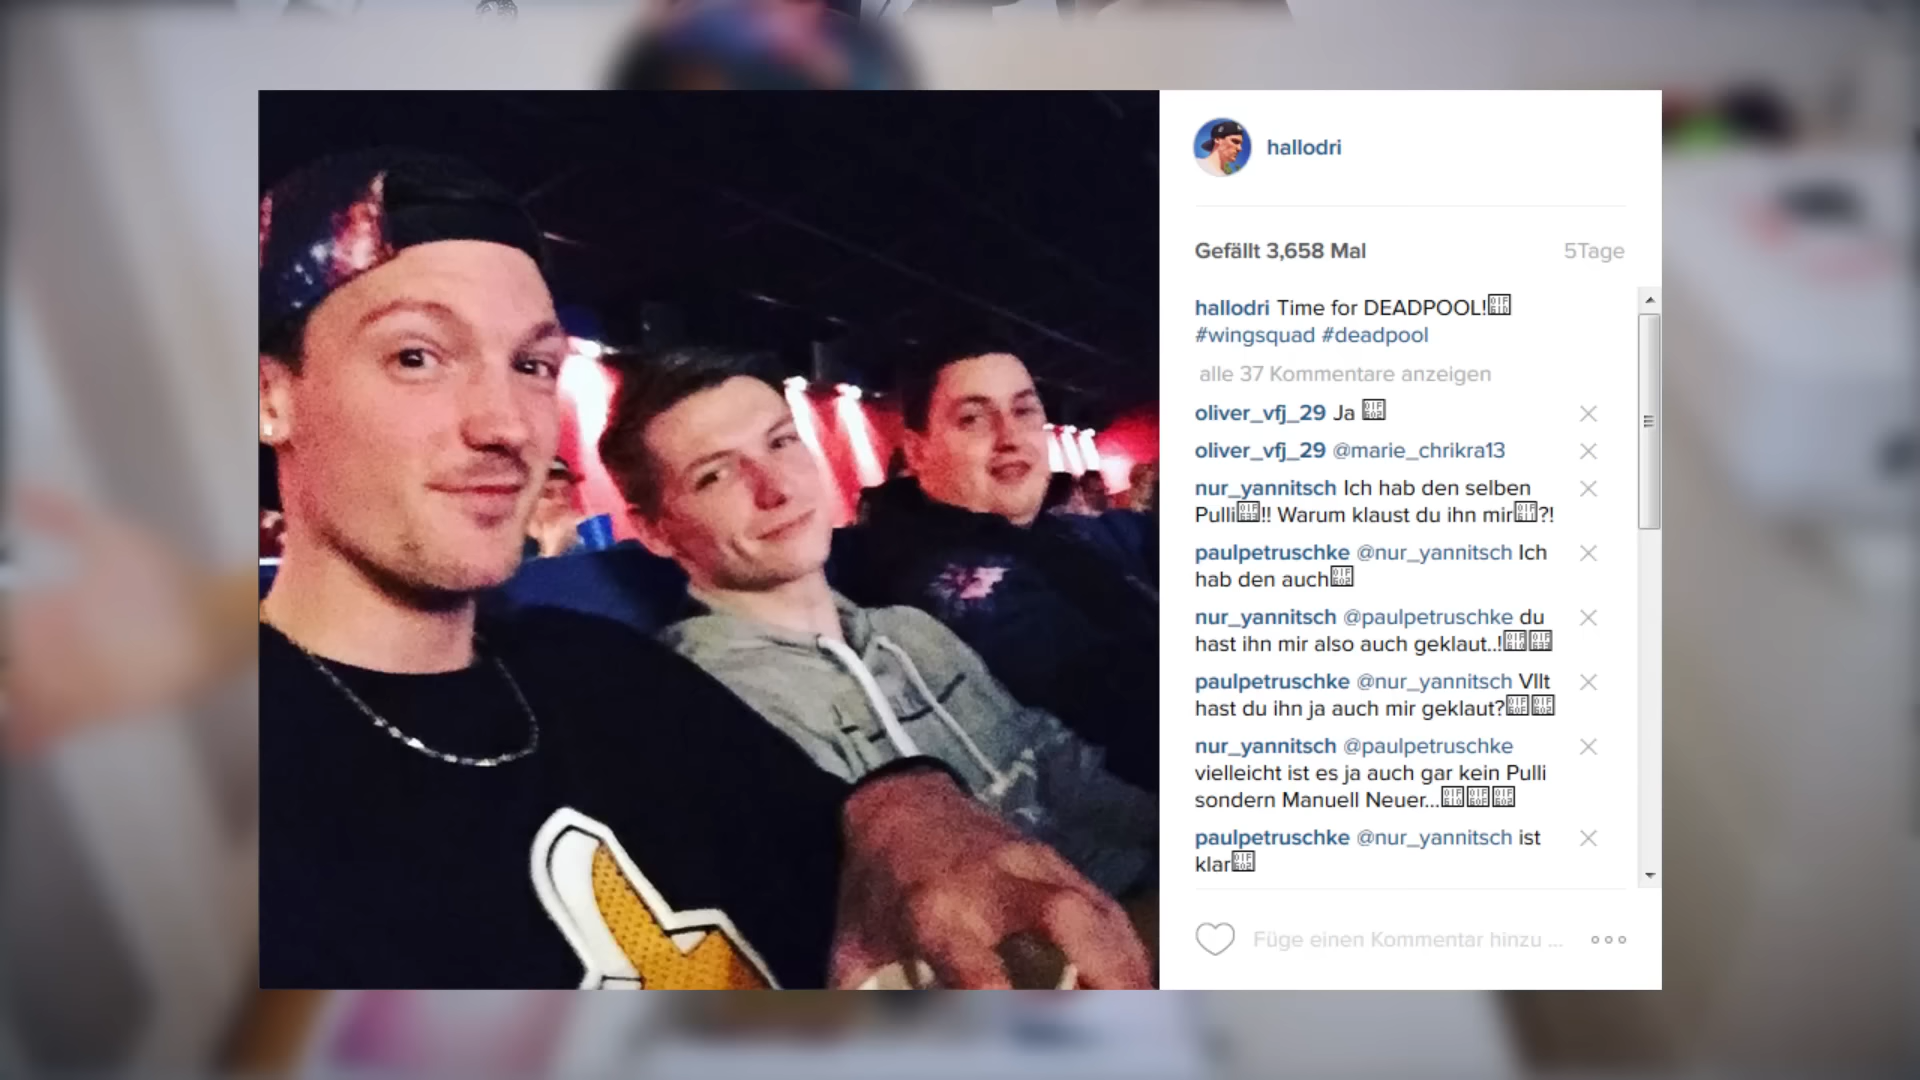 hallodri
Gefällt 3,658 Mal
5Tage
hallodri Time for DEADPOOL!
#wingsquad #deadpool
alle 37 Kommentare anzeigen
oliver_vfj_29 Ja
oliver_vfj_29 @marie_chrikra13
nur_yannitsch Ich hab den selben
Pulli!! Warum klaust du ihn mir?!
paulpetruschke @nur_yannitsch Ich
hab den auch
nur_yannitsch @paulpetruschke du
hast ihn mir also auch geklaut..!
paulpetruschke @nur_yannitsch Vllt
hast du ihn ja auch mir geklaut?
nur_yannitsch @paulpetruschke
vielleicht ist es ja auch gar kein Pulli
sondern Manuell Neuer...
paulpetruschke @nur_yannitsch ist
klar
Füge einen Kommentar hinzu ...